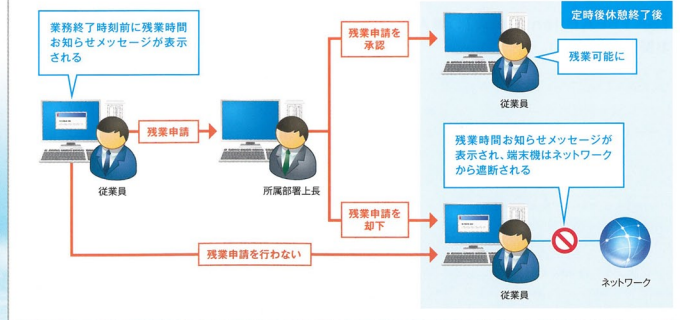 定時後休憩終了後
業務終了時刻前に残業時間
お知らせメッセージが表示
される
残業申請を
承認
残業可能に
従業員
残業申請
従業員
所属部署上長
残業時間お知らせメッセージが
表示され、端末機はネットワーク
から遮断される
残業申請を
却下
残業申請を行わない
従業員
ネットワーク